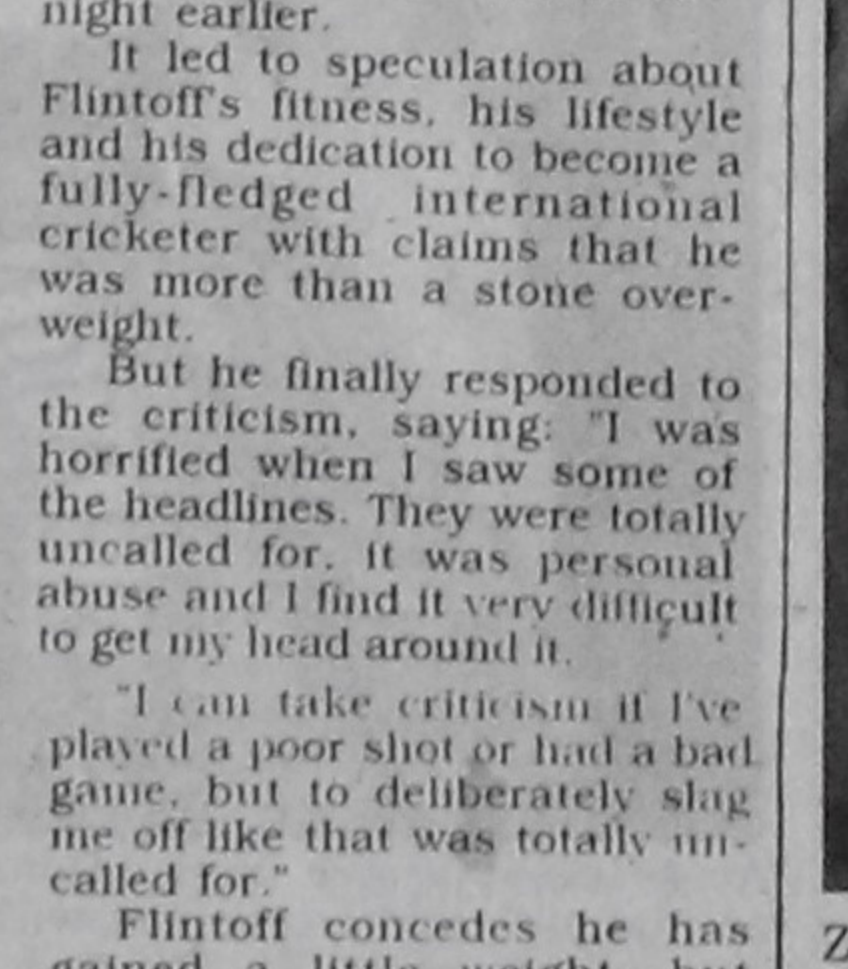 night earlier.
It led to speculation about
Flintoff's fitness, his lifestyle
and his dedication to become a
fully-fledged international
cricketer with claims that he
was more than a stone over-
weight.
But he finally responded to
the criticism, saying: "I was
horrified when I saw some of
the headlines. They were totally
uncalled for. it was personal
abuse and I find it very difficult
to get my head around it.
"I can take criticism if I've
played a poor shot or had a bad
game, but to deliberately slag
me off like that was totally un-
called for."
Flintoff concedes he has
gained a little weight, but
Z